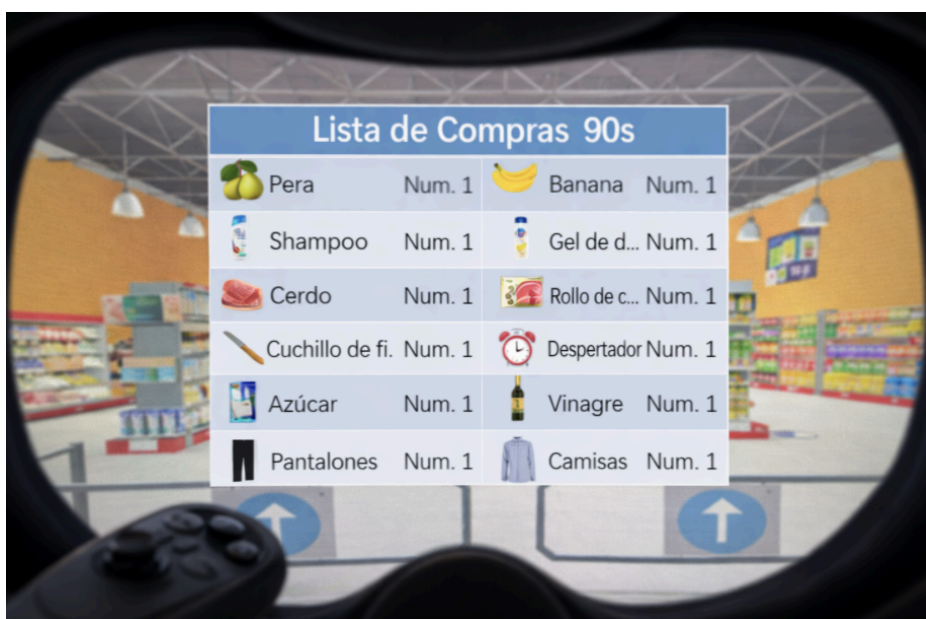 Lista de Compras 90s
Pera Num. 1 Banana Num. 1
Shampoo Num. 1 Gel de d... Num. 1
Cerdo Num. 1 Rollo de c... Num. 1
Cuchillo de fi. Num. 1 Despertador Num. 1
Azúcar Num. 1 Vinagre Num. 1
Pantalones Num. 1 Camisas Num. 1